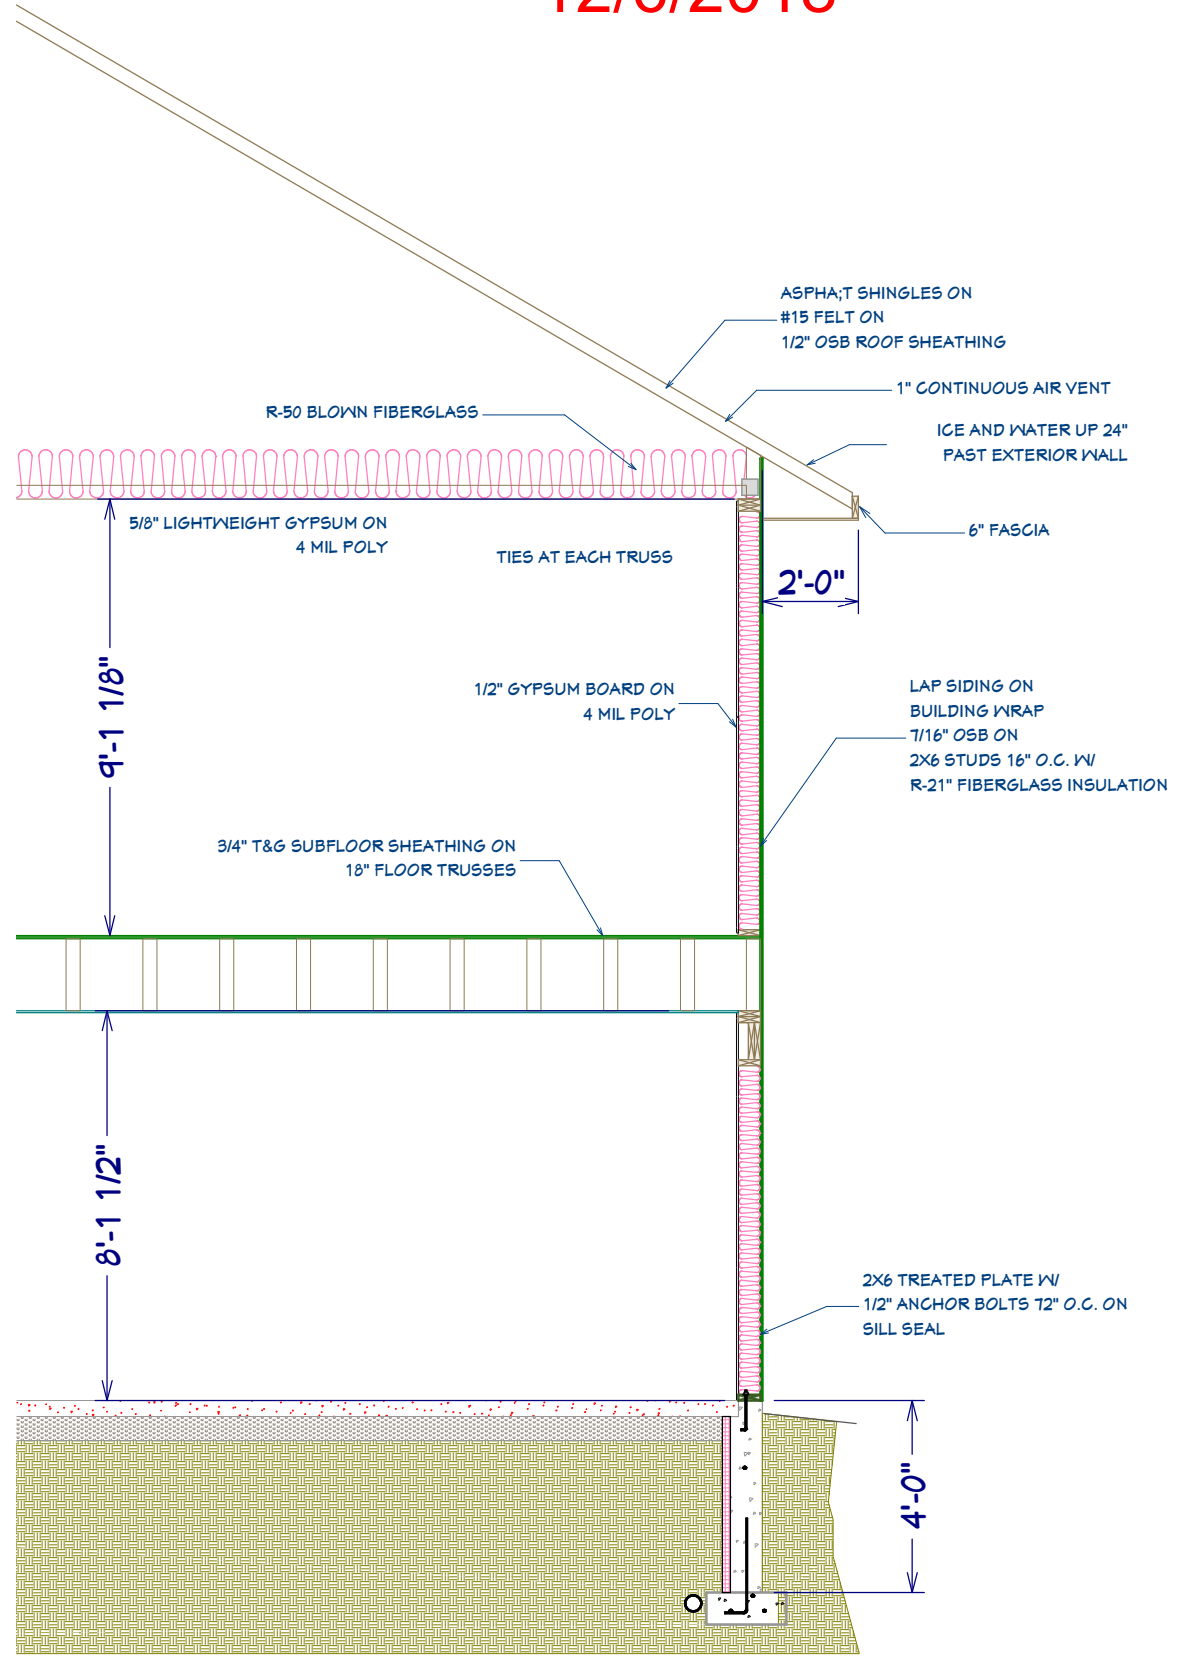 ASPHA;T SHINGLES ON
#15 FELT ON
1/2" OSB ROOF SHEATHING
1" CONTINUOUS AIR VENT
R-50 BLOWN FIBERGLASS
ICE AND WATER UP 24"
PAST EXTERIOR WALL
5/8" LIGHTWEIGHT GYPSUM ON
4 MIL POLY
TIES AT EACH TRUSS
6" FASCIA
2'-0"
9'-1 1/8"
1/2" GYPSUM BOARD ON
4 MIL POLY
LAP SIDING ON
BUILDING WRAP
7/16" OSB ON
2X6 STUDS 16" O.C. W/
R-21" FIBERGLASS INSULATION
3/4" T&G SUBFLOOR SHEATHING ON
18" FLOOR TRUSSES
8'-1 1/2"
2X6 TREATED PLATE W/
1/2" ANCHOR BOLTS 72" O.C. ON
SILL SEAL
4'-0"